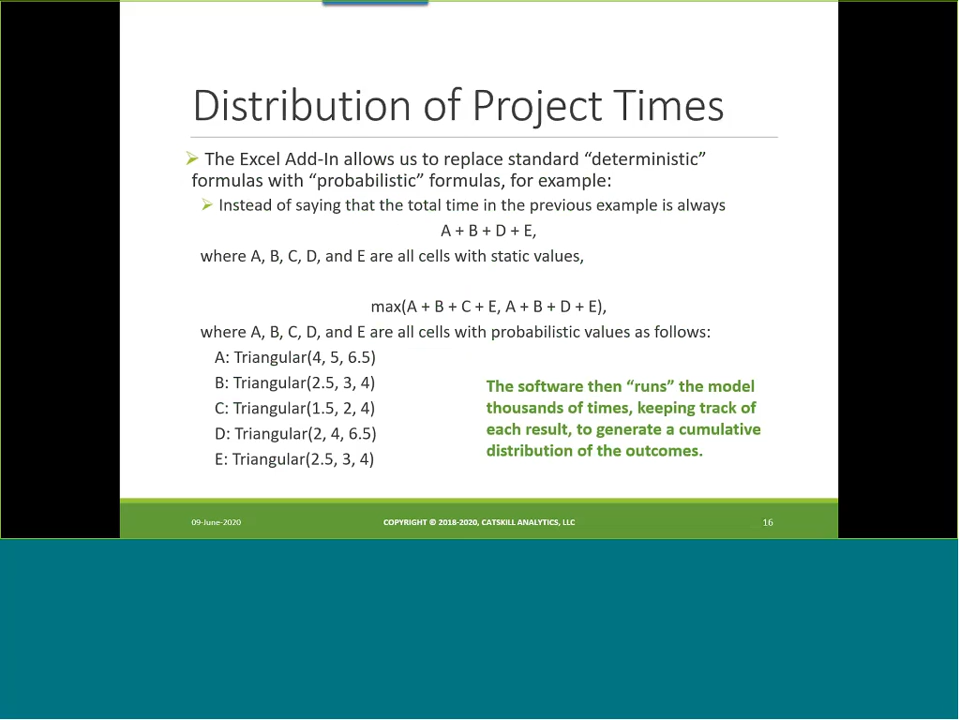 Distribution of Project Times
The Excel Add-In allows us to replace standard “deterministic”
formulas with “probabilistic” formulas, for example:
Instead of saying that the total time in the previous example is always
A + B + D + E,
where A, B, C, D, and E are all cells with static values,
max(A + B + C + E, A + B + D + E),
where A, B, C, D, and E are all cells with probabilistic values as follows:
A: Triangular(4, 5, 6.5)
B: Triangular(2.5, 3, 4)
C: Triangular(1.5, 2, 4)
D: Triangular(2, 4, 6.5)
E: Triangular(2.5, 3, 4)
The software then “runs” the model
thousands of times, keeping track of
each result, to generate a cumulative
distribution of the outcomes.
09-June-2020
COPYRIGHT © 2018-2020, CATSKILL ANALYTICS, LLC
16